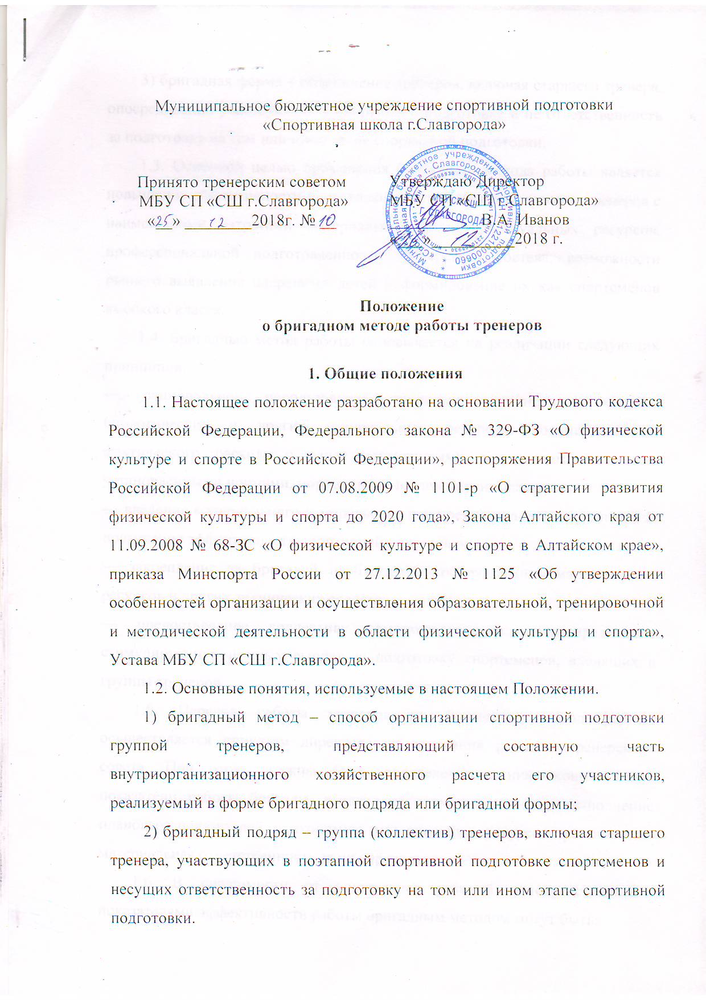 Муниципальное бюджетное учреждение спортивной подготовки
«Спортивная школа г.Славгорода»
Принято тренерским советом
МБУ СП «СШ г.Славгорода»
«25» 12 2018г. № 10
Утверждаю Директор
МБУ СП «СШ г.Славгорода»
В.А. Иванов
12 2018 г.
Положение
о бригадном методе работы тренеров
1. Общие положения
1.1. Настоящее положение разработано на основании Трудового кодекса
Российской Федерации, Федерального закона № 329-ФЗ «О физической
культуре и спорте в Российской Федерации», распоряжения Правительства
Российской Федерации от 07.08.2009 № 1101-р «О стратегии развития
физической культуры и спорта до 2020 года», Закона Алтайского края от
11.09.2008 № 68-ЗС «О физической культуре и спорте в Алтайском крае»,
приказа Минспорта России от 27.12.2013 № 1125 «Об утверждении
особенностей организации и осуществления образовательной, тренировочной
и методической деятельности в области физической культуры и спорта»,
Устава МБУ СП «СШ г.Славгорода».
1.2. Основные понятия, используемые в настоящем Положении.
1) бригадный метод – способ организации спортивной подготовки
группой тренеров, представляющий составную часть
внутриорганизационного хозяйственного расчета его участников,
реализуемый в форме бригадного подряда или бригадной формы;
2) бригадный подряд – группа (коллектив) тренеров, включая старшего
тренера, участвующих в поэтапной спортивной подготовке спортсменов и
несущих ответственность за подготовку на том или ином этапе спортивной
подготовки.